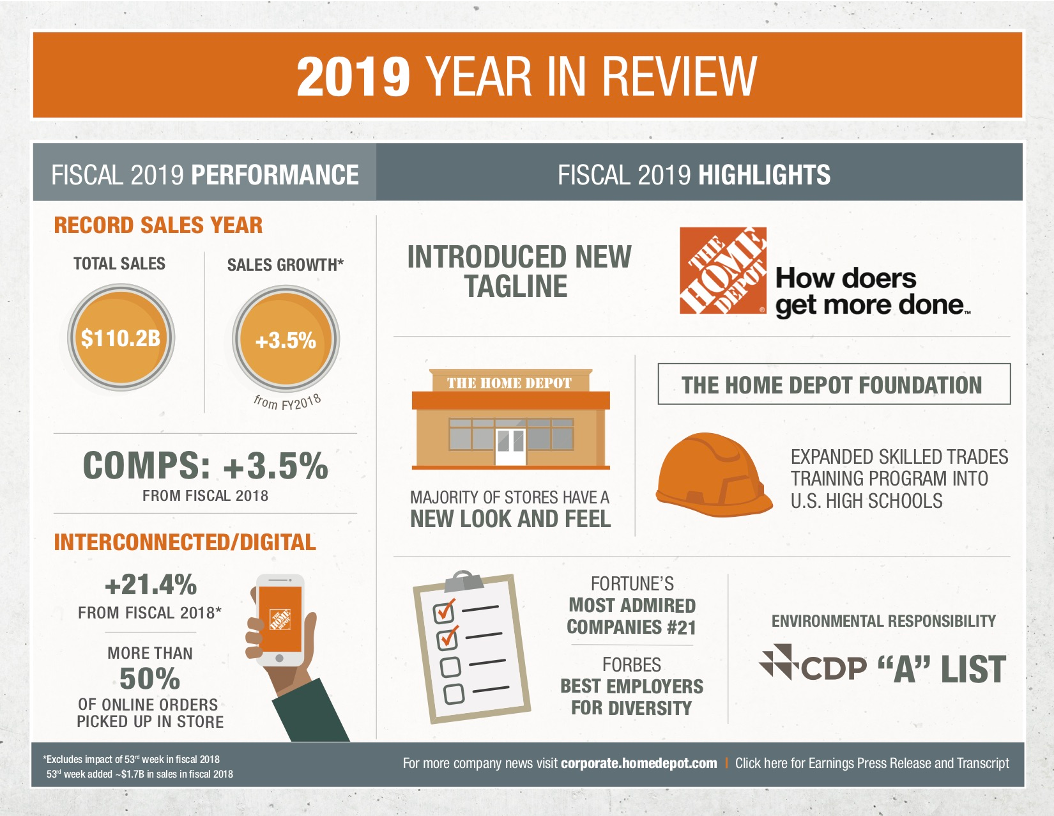 2019 YEAR IN REVIEW
FISCAL 2019 PERFORMANCE
RECORD SALES YEAR
TOTAL SALES
$110.2B
SALES GROWTH*
+3.5%
from FY2018
COMPS: +3.5%
FROM FISCAL 2018
INTERCONNECTED/DIGITAL
+21.4%
FROM FISCAL 2018*
MORE THAN
50%
OF ONLINE ORDERS
PICKED UP IN STORE
THE
HOME
DEPOT
FISCAL 2019 HIGHLIGHTS
INTRODUCED NEW
TAGLINE
THE
HOME
DEPOT
®
How doers
get more done.™
THE HOME DEPOT
MAJORITY OF STORES HAVE A
NEW LOOK AND FEEL
THE HOME DEPOT FOUNDATION
EXPANDED SKILLED TRADES
TRAINING PROGRAM INTO
U.S. HIGH SCHOOLS
FORTUNE'S
MOST ADMIRED
COMPANIES #21
FORBES
BEST EMPLOYERS
FOR DIVERSITY
ENVIRONMENTAL RESPONSIBILITY
CDP “A” LIST
*Excludes impact of 53rd week in fiscal 2018
53rd week added ~$1.7B in sales in fiscal 2018
For more company news visit corporate.homedepot.com | Click here for Earnings Press Release and Transcript